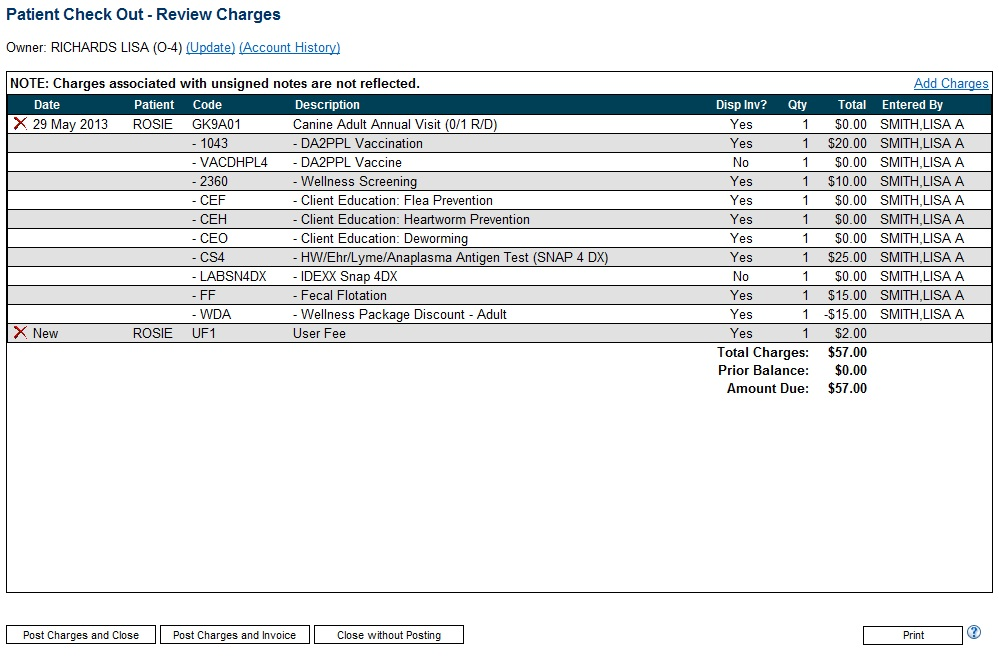 Patient Check Out - Review Charges
Owner: RICHARDS LISA (O-4) (Update) (Account History)
NOTE: Charges associated with unsigned notes are not reflected. Add Charges
Date Patient Code Description Disp Inv? Qty Total Entered By
29 May 2013 ROSIE GK9A01 Canine Adult Annual Visit (0/1 R/D) Yes 1 $0.00 SMITH,LISA A
- 1043 - DA2PPL Vaccination Yes 1 $20.00 SMITH,LISA A
- VACDHPL4 - DA2PPL Vaccine No 1 $0.00 SMITH,LISA A
- 2360 - Wellness Screening Yes 1 $10.00 SMITH,LISA A
- CEF - Client Education: Flea Prevention Yes 1 $0.00 SMITH,LISA A
- CEH - Client Education: Heartworm Prevention Yes 1 $0.00 SMITH,LISA A
- CEO - Client Education: Deworming Yes 1 $0.00 SMITH,LISA A
- CS4 - HW/Ehr/Lyme/Anaplasma Antigen Test (SNAP 4 DX) Yes 1 $25.00 SMITH,LISA A
- LABSN4DX - IDEXX Snap 4DX No 1 $0.00 SMITH,LISA A
- FF - Fecal Flotation Yes 1 $15.00 SMITH,LISA A
- WDA - Wellness Package Discount - Adult Yes 1 -$15.00 SMITH,LISA A
New ROSIE UF1 User Fee Yes 1 $2.00
Total Charges: $57.00
Prior Balance: $0.00
Amount Due: $57.00
Post Charges and Close Post Charges and Invoice Close without Posting Print ?